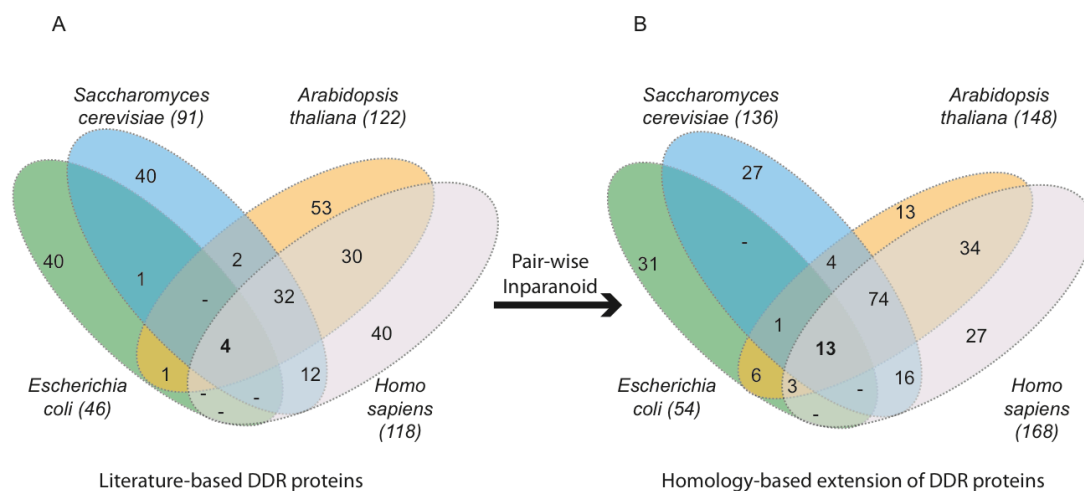 A
B
Saccharomyces
cerevisiae (91)
Arabidopsis
thaliana (122)
40
53
40
1
2
30
-
32
40
4
1
12
-
-
-
Escherichia
coli (46)
Homo
sapiens
(118)
Literature-based DDR proteins
Pair-wise
Inparanoid
Saccharomyces
cerevisiae (136)
Arabidopsis
thaliana (148)
27
13
31
-
4
34
74
1
27
13
6
3
16
-
-
Escherichia
coli (54)
Homo
sapiens
(168)
Homology-based extension of DDR proteins